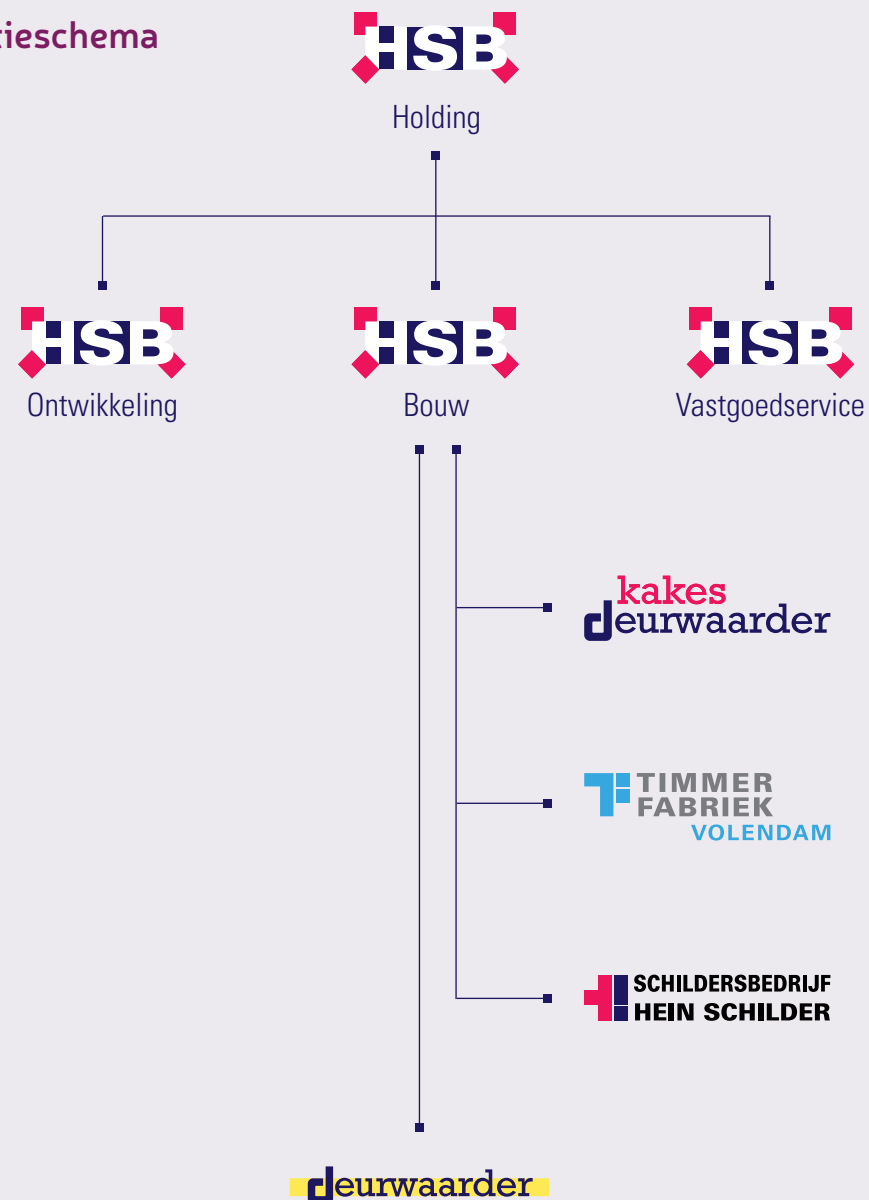 tieschema
HSB
Holding
HSB
Ontwikkeling
HSB
Bouw
HSB
Vastgoedservice
kakes
deurwaarder
TIMMER
FABRIEK
VOLENDAM
SCHILDERSBEDRIJF
HEIN SCHILDER
deurwaarder